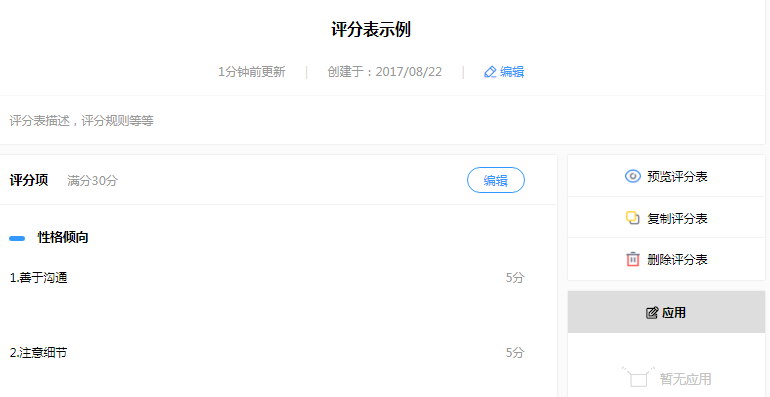 评分表示例
1分钟前更新 | 创建于：2017/08/22 | 编辑
评分表描述，评分规则等等
评分项 满分30分 编辑
性格倾向
1.善于沟通 5分
2.注意细节 5分
预览评分表
复制评分表
删除评分表
应用
暂无应用